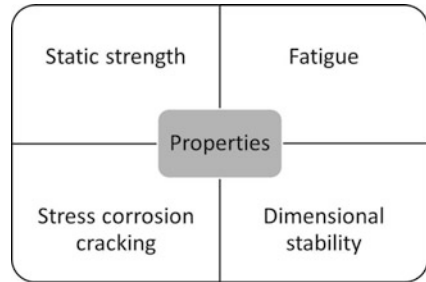 Static strength
Fatigue
Properties
Stress corrosion
cracking
Dimensional
stability